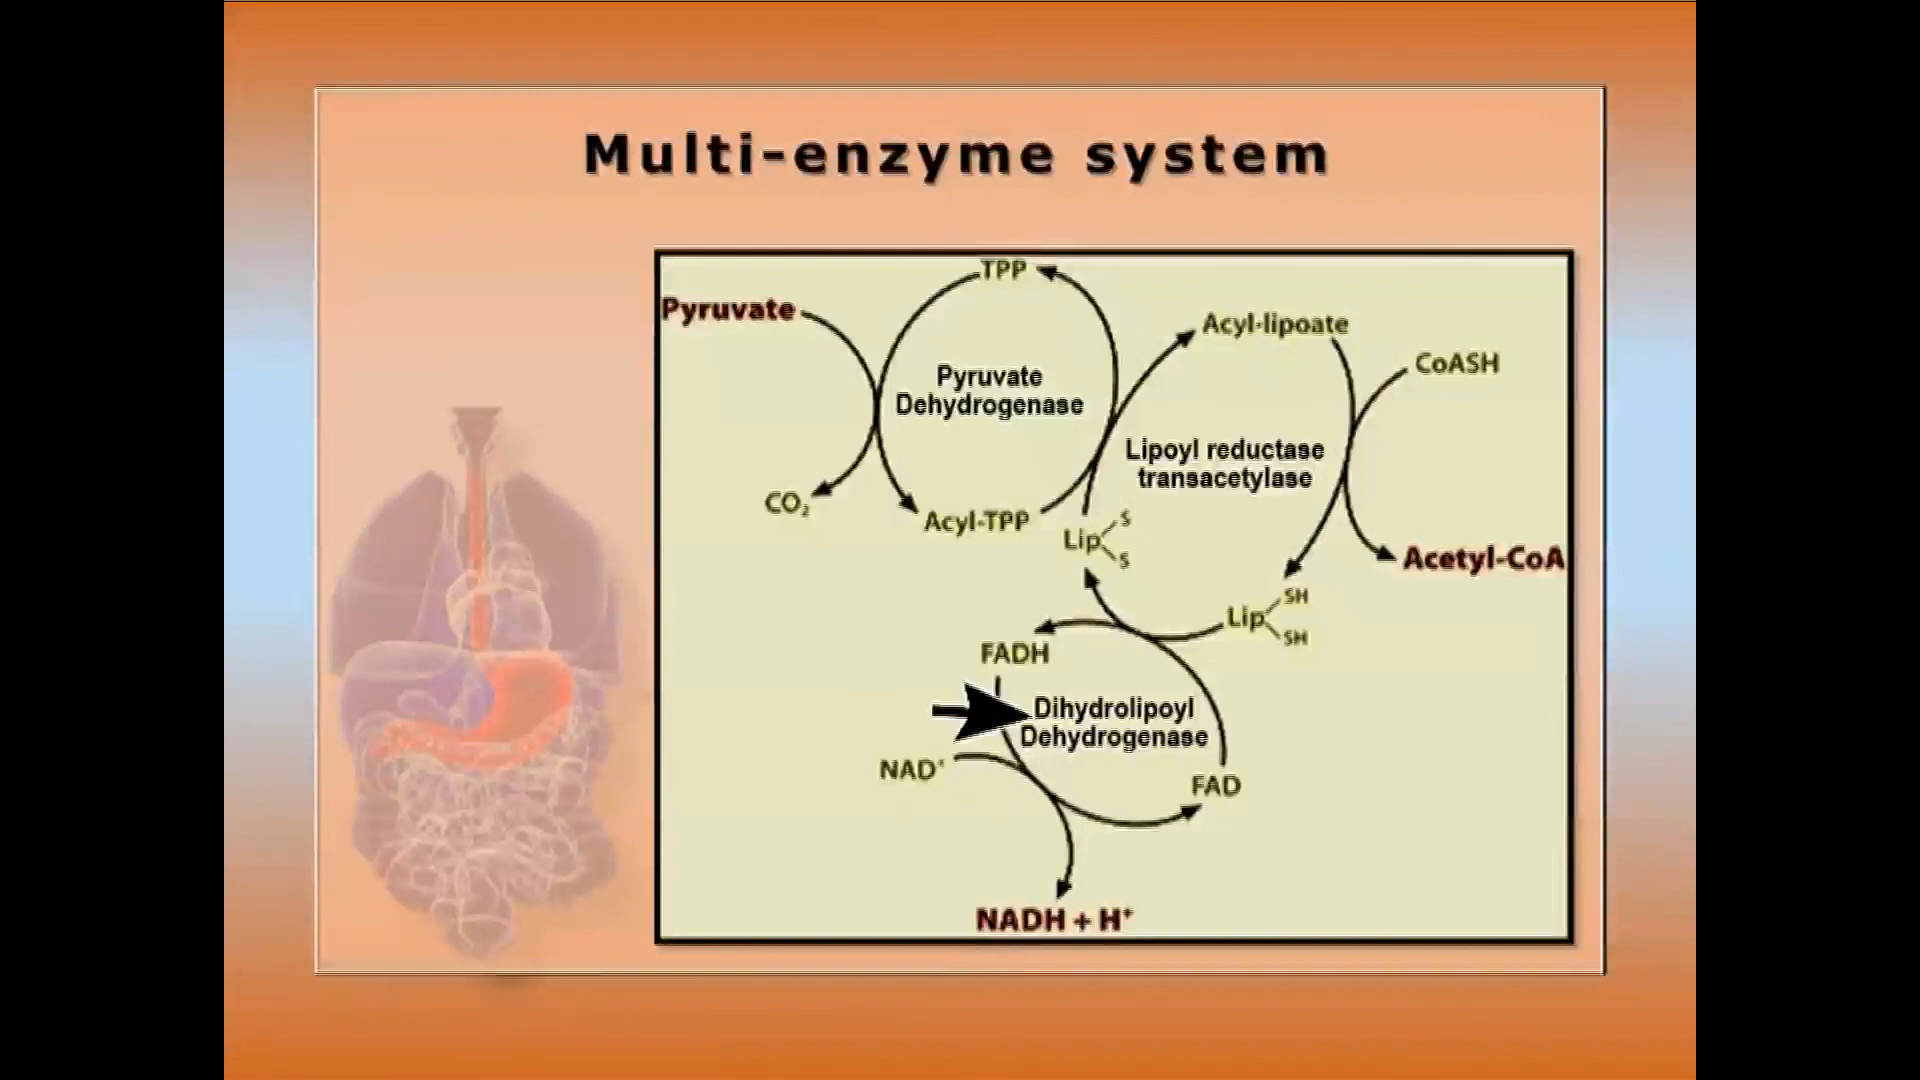 Multi-enzyme system
TPP
Pyruvate
Acyl-lipoate
CoASH
Pyruvate
Dehydrogenase
Lipoyl reductase
transacetylase
CO₂
Acyl-TPP
S
Lip
S
Acetyl-CoA
SH
Lip
SH
FADH
Dihydrolipoyl
Dehydrogenase
NAD⁺
FAD
NADH + H⁺